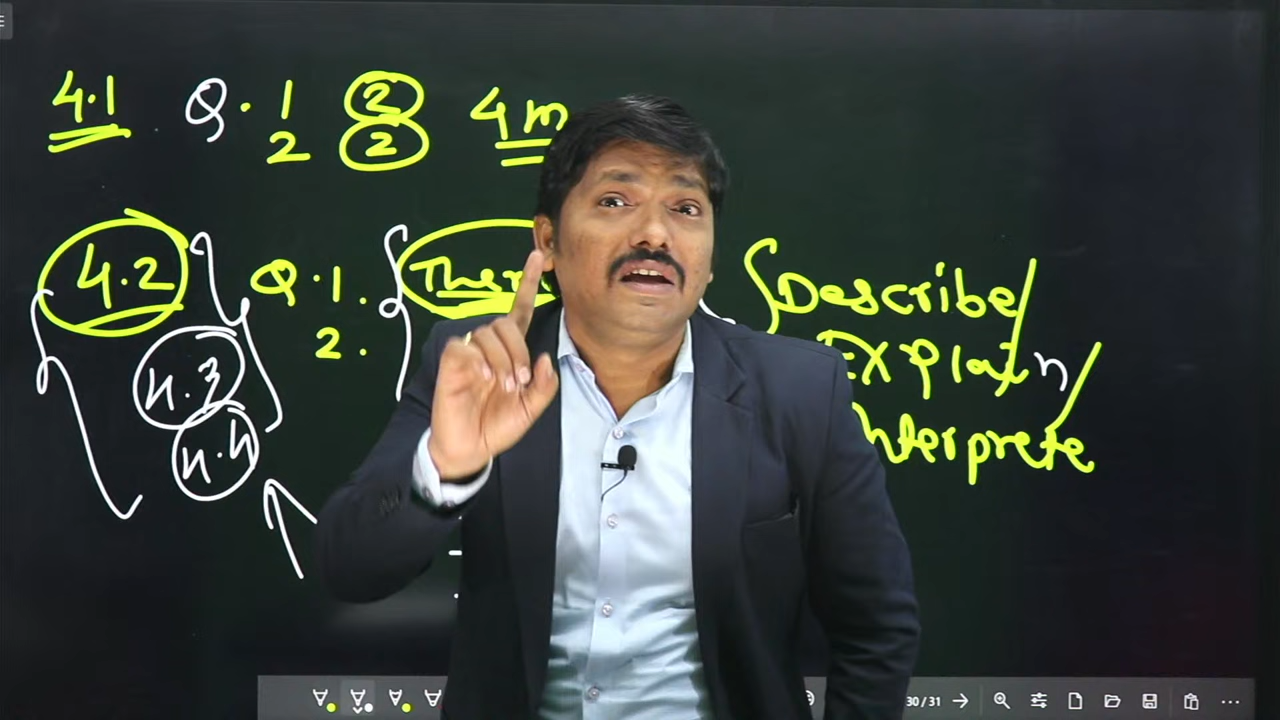 4.1 Q. 1 2 4m
2 2
4.2 Q. 1. Describe/
4.3 2. Explain/
4.4 Interprete
30/31